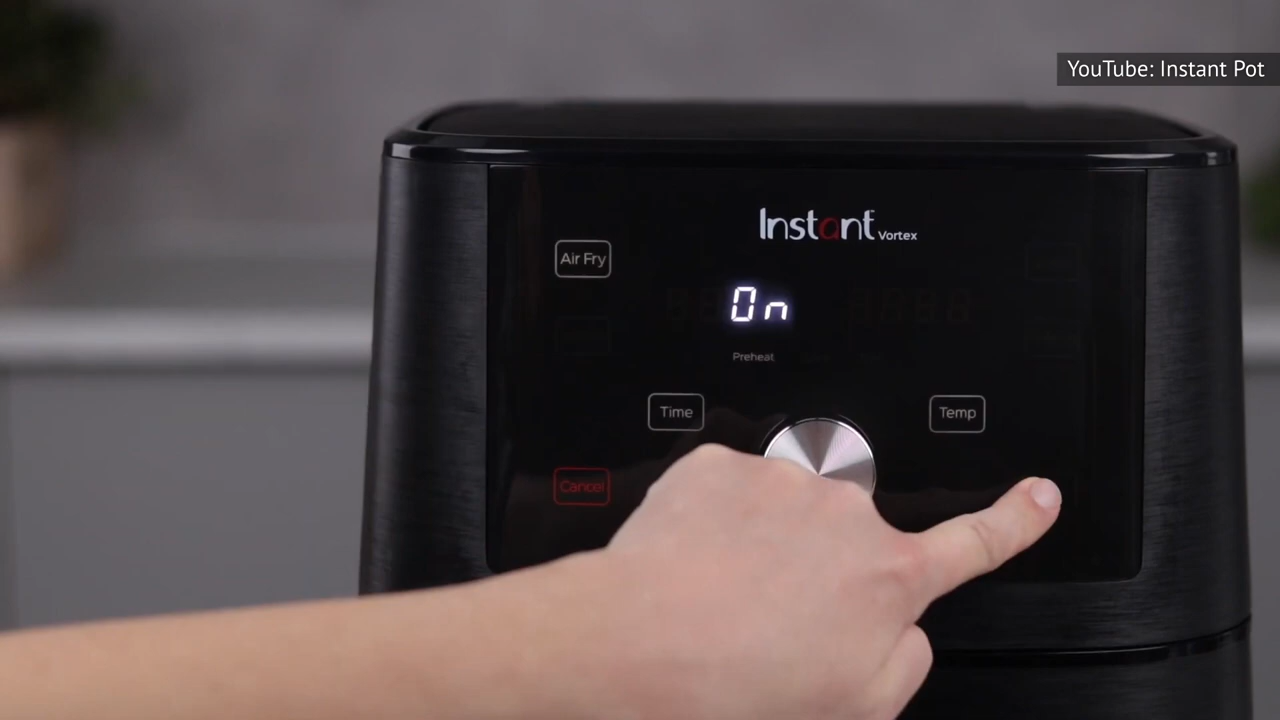 YouTube: Instant Pot
Instant Vortex
Air Fry
On
Preheat
Time
Temp
Cancel